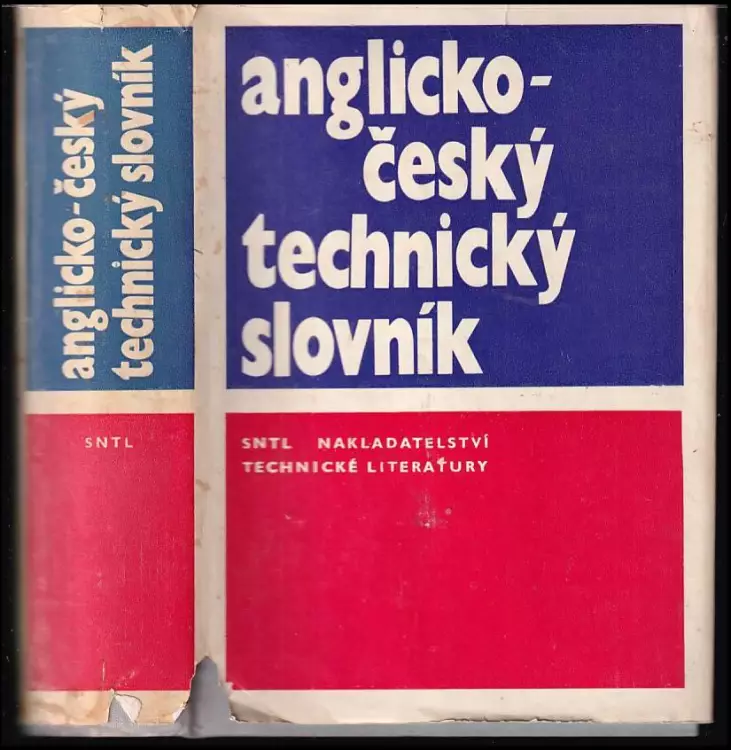 anglicko-český
technický slovník
SNTL
anglicko-
český
technický
slovník
SNTL NAKLADATELSTVÍ
TECHNICKÉ LITERATURY